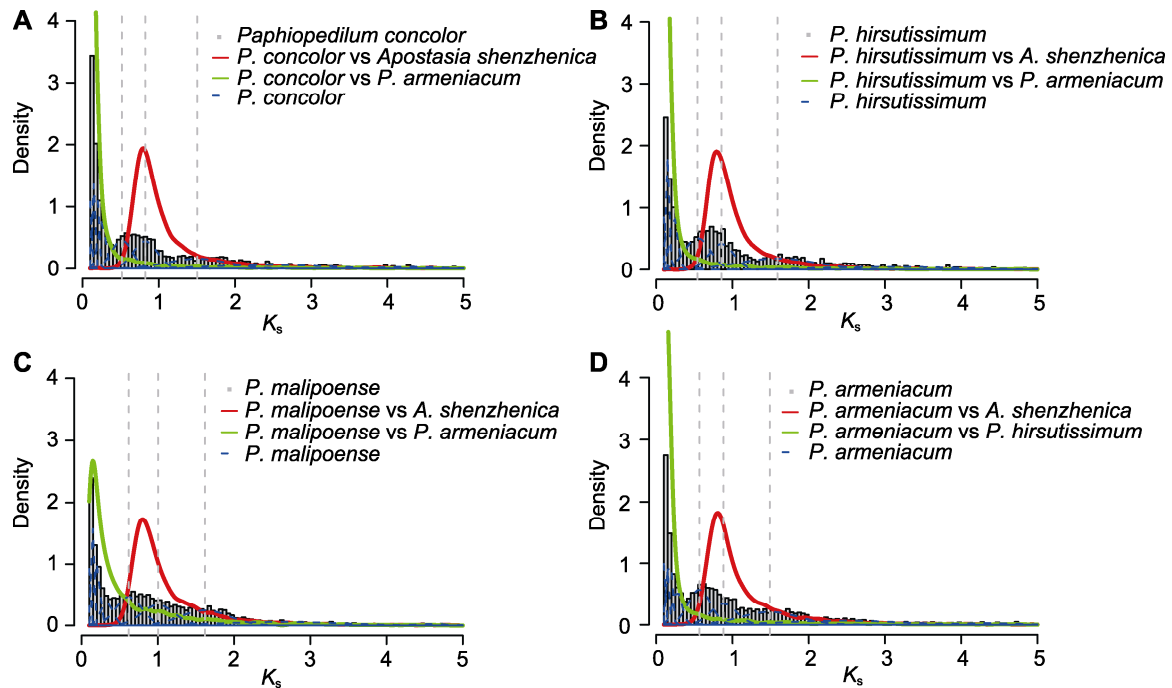 A
Paphiopedilum concolor
P. concolor vs Apostasia shenzhenica
P. concolor vs P. armeniacum
P. concolor
Density
4
3
2
1
0
0 1 2 3 4 5
Ks
B
P. hirsutissimum
P. hirsutissimum vs A. shenzhenica
P. hirsutissimum vs P. armeniacum
P. hirsutissimum
Density
4
3
2
1
0
0 1 2 3 4 5
Ks
C
P. malipoense
P. malipoense vs A. shenzhenica
P. malipoense vs P. armeniacum
P. malipoense
Density
4
3
2
1
0
0 1 2 3 4 5
Ks
D
P. armeniacum
P. armeniacum vs A. shenzhenica
P. armeniacum vs P. hirsutissimum
P. armeniacum
Density
4
3
2
1
0
0 1 2 3 4 5
Ks